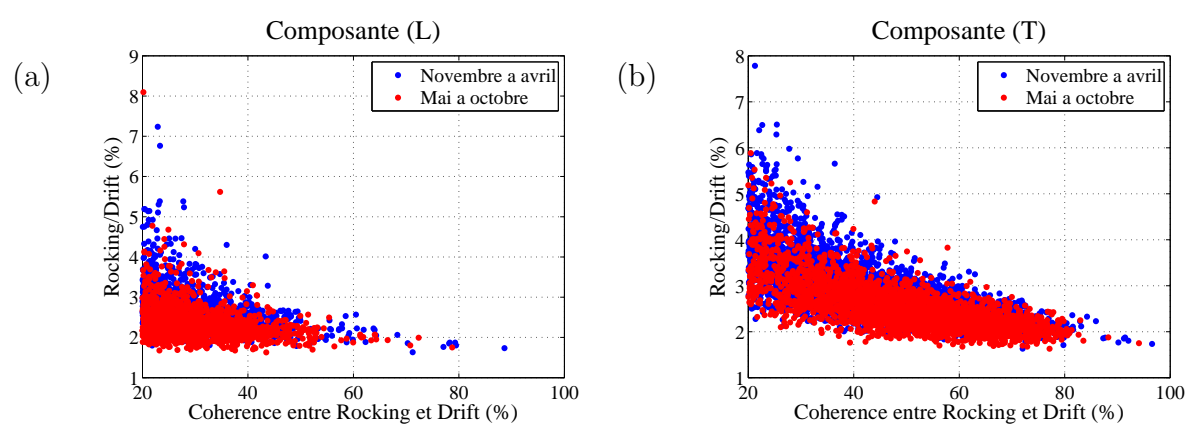 Composante (L)
(a)
Novembre a avril
Mai a octobre
Rocking/Drift (%)
9
8
7
6
5
4
3
2
1
20
40
60
80
100
Coherence entre Rocking et Drift (%)
Composante (T)
(b)
Novembre a avril
Mai a octobre
Rocking/Drift (%)
8
7
6
5
4
3
2
1
20
40
60
80
100
Coherence entre Rocking et Drift (%)